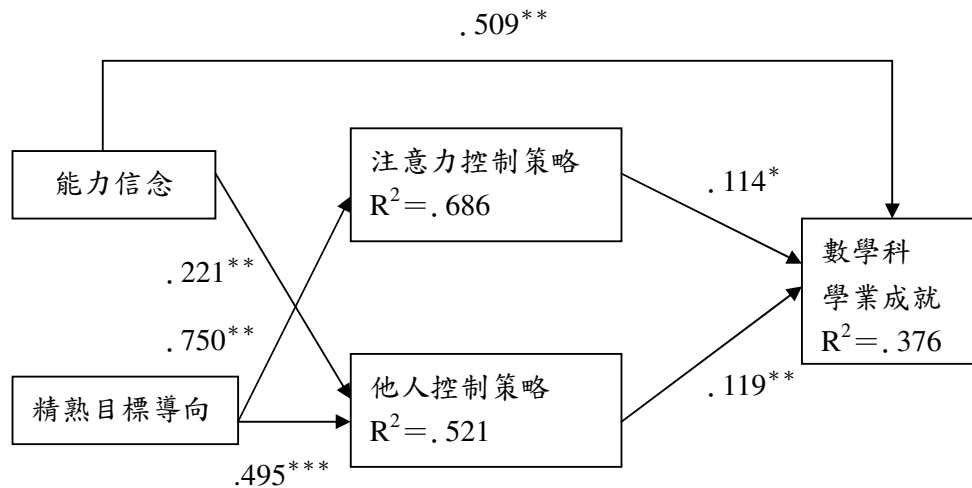 .509**
能力信念
注意力控制策略
R²=.686
.114*
數學科
學業成就
R²=.376
.221**
.750**
精熟目標導向
他人控制策略
R²=.521
.119**
.495***